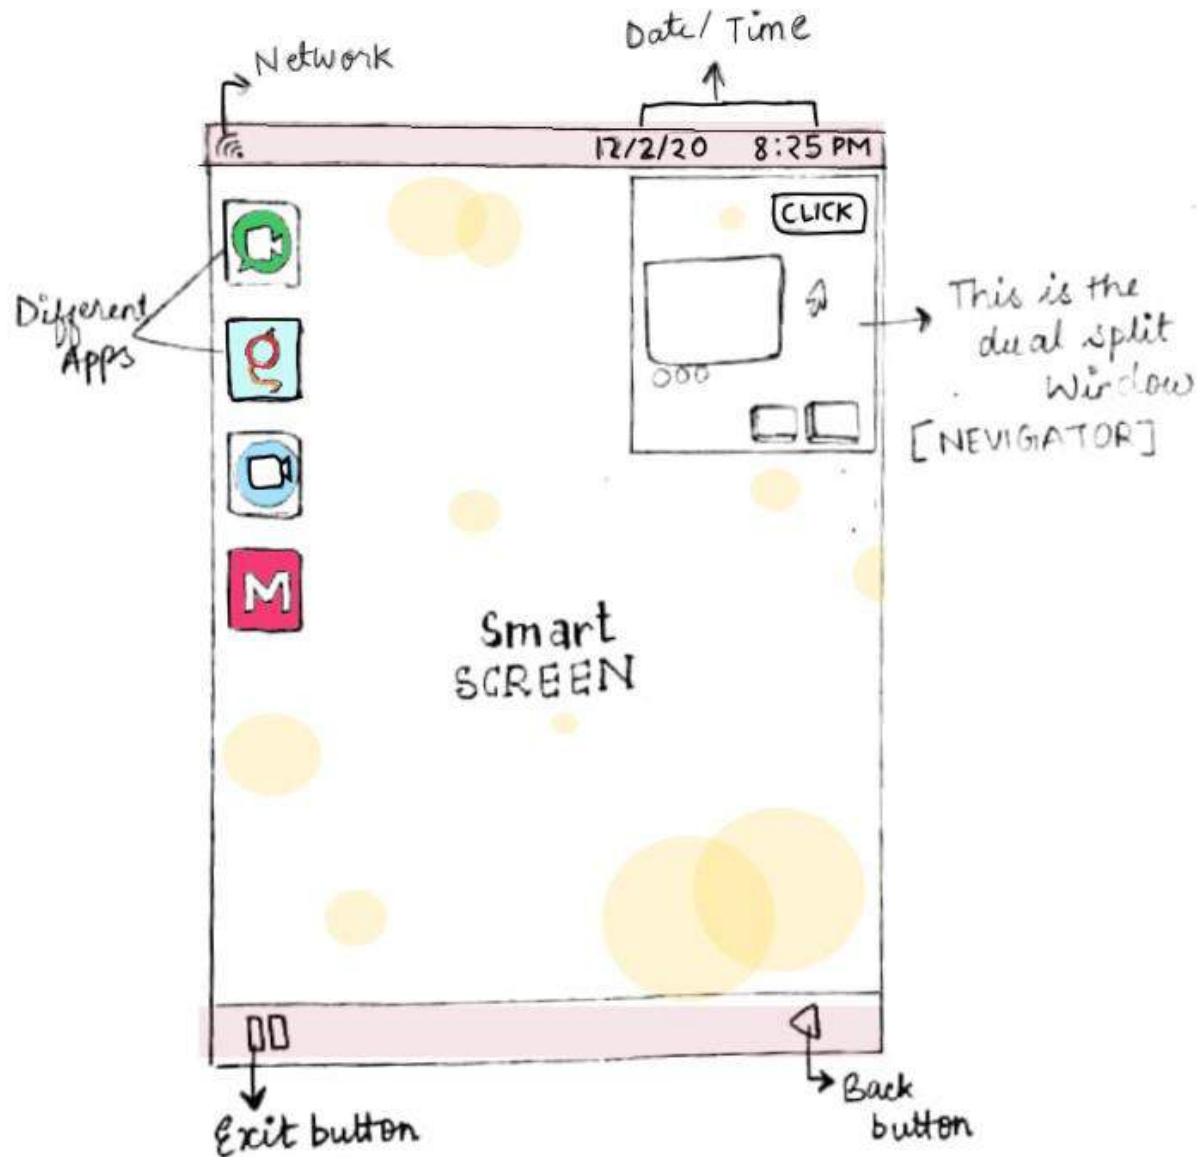 Date/ Time
Network
12/2/20 8:25 PM
CLICK
Different
Apps
This is the
dual split
Window
[NEVIGATOR]
g
M
Smart
SCREEN
Exit button
Back
button